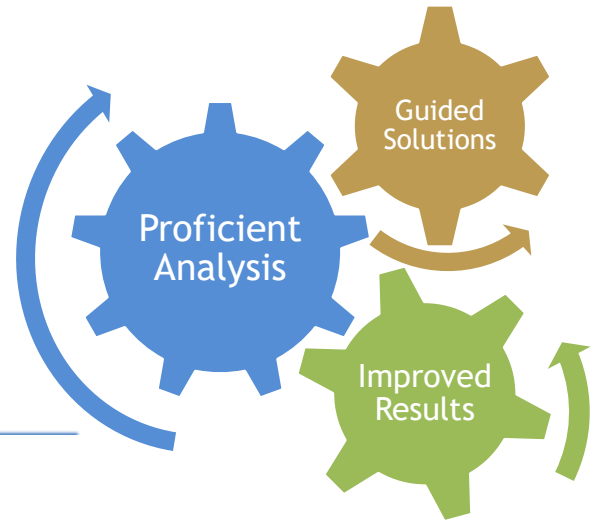 Guided
Solutions
Proficient
Analysis
Improved
Results